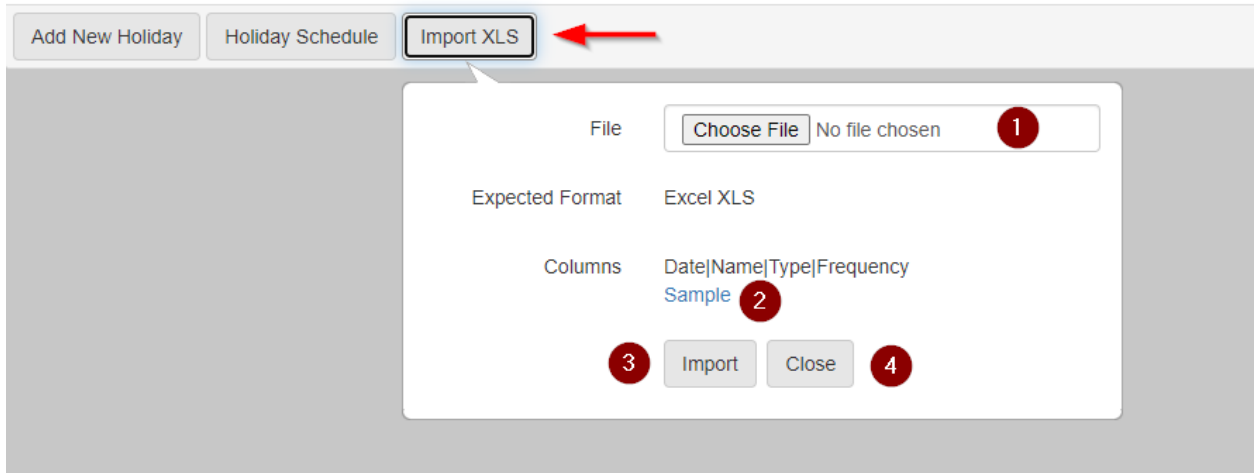 Add New Holiday Holiday Schedule Import XLS
File Choose File No file chosen 1
Expected Format Excel XLS
Columns Date|Name|Type|Frequency
Sample 2
3 Import Close 4